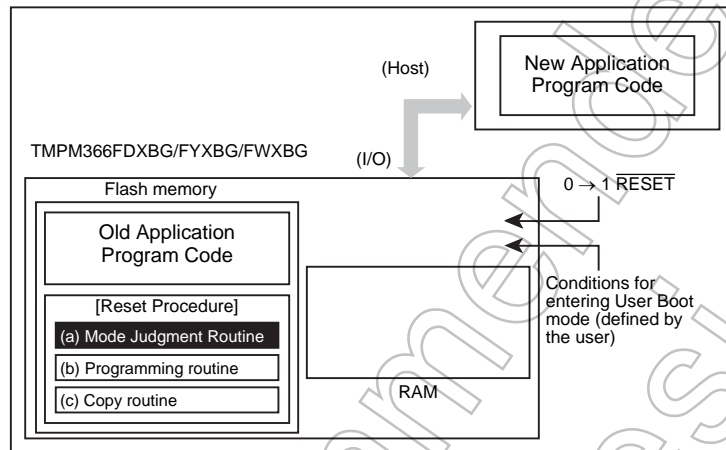 New Application
Program Code
(Host)
TMPM366FDXBG/FYXBG/FWXBG
(I/O)
Flash memory
0 → 1 RESET
Old Application
Program Code
[Reset Procedure]
(a) Mode Judgment Routine
(b) Programming routine
(c) Copy routine
RAM
Conditions for
entering User Boot
mode (defined by
the user)